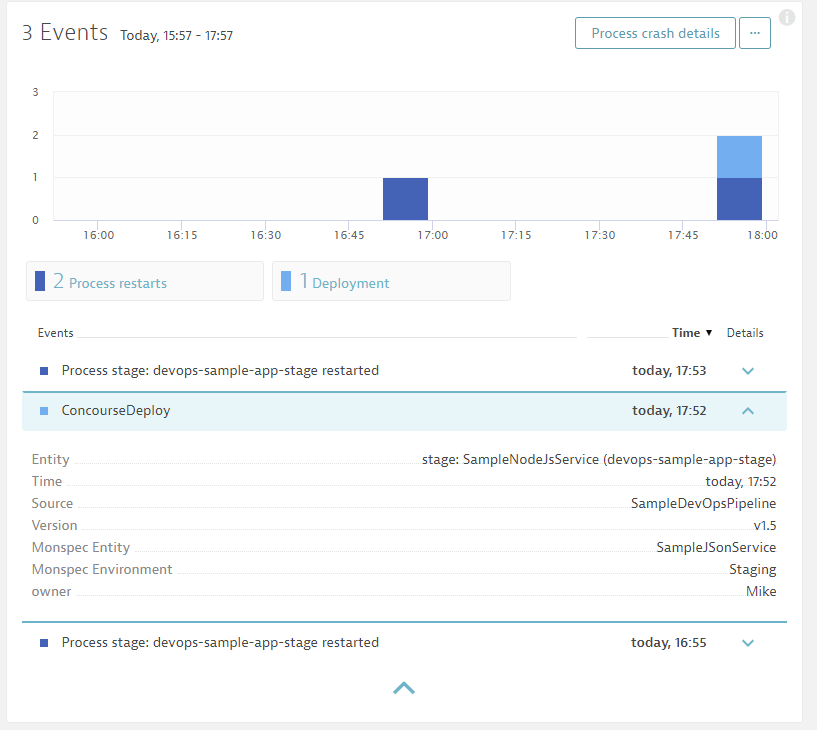 3 Events Today, 15:57 - 17:57
Process crash details ...
i
3
2
1
0
16:00 16:15 16:30 16:45 17:00 17:15 17:30 17:45 18:00
2 Process restarts 1 Deployment
Events Time ▼ Details
Process stage: devops-sample-app-stage restarted today, 17:53
ConcourseDeploy today, 17:52
Entity stage: SampleNodeJsService (devops-sample-app-stage)
Time today, 17:52
Source SampleDevOpsPipeline
Version v1.5
Monspec Entity SampleJSonService
Monspec Environment Staging
owner Mike
Process stage: devops-sample-app-stage restarted today, 16:55